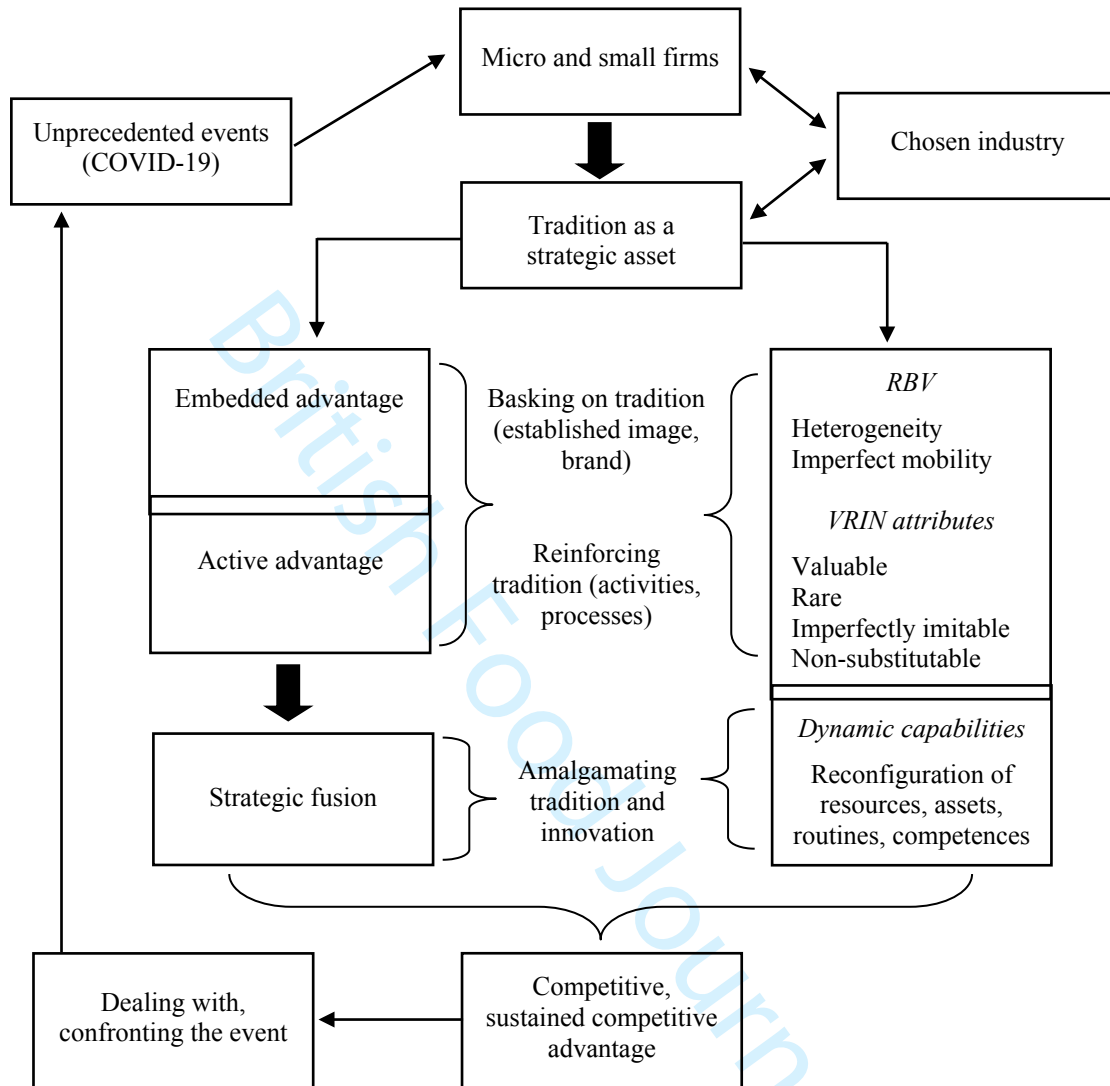 Micro and small firms
Unprecedented events
(COVID-19)
Chosen industry
Tradition as a
strategic asset
Embedded advantage
Active advantage
Basking on tradition
(established image,
brand)
Reinforcing
tradition (activities,
processes)
RBV
Heterogeneity
Imperfect mobility
VRIN attributes
Valuable
Rare
Imperfectly imitable
Non-substitutable
Strategic fusion
Amalgamating
tradition and
innovation
Dynamic capabilities
Reconfiguration of
resources, assets,
routines, competences
Dealing with,
confronting the event
Competitive,
sustained competitive
advantage
British Food Journ